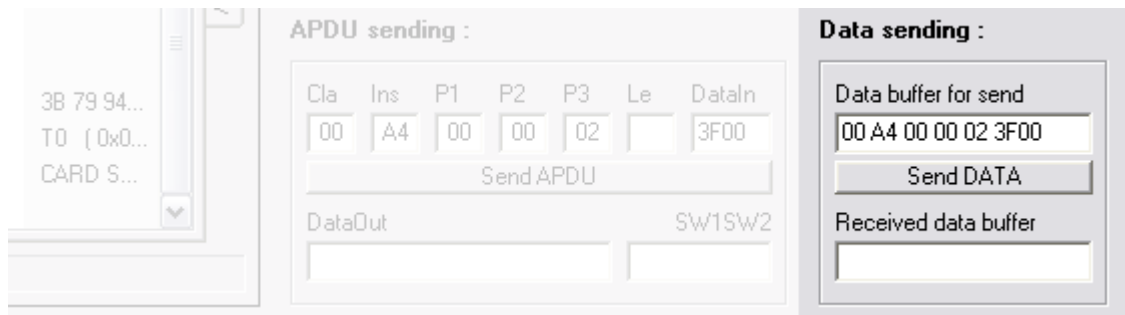 APDU sending :
Data sending :
3B 79 94...
T0 ( 0x0...
CARD S...
Cla Ins P1 P2 P3 Le DataIn
00 A4 00 00 02 3F00
Send APDU
DataOut SW1SW2
Data buffer for send
00 A4 00 00 02 3F00
Send DATA
Received data buffer